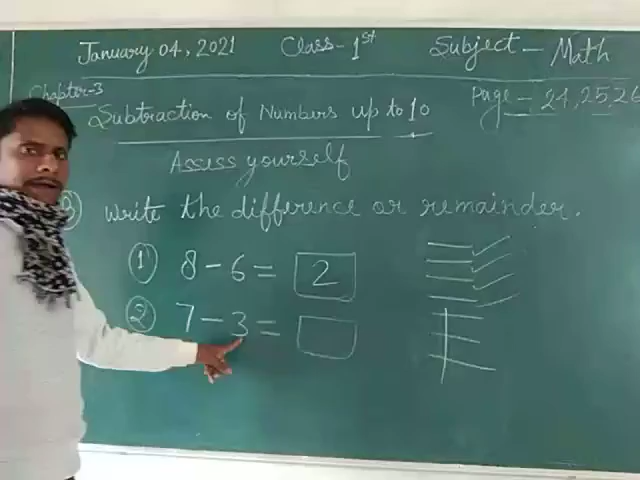 January 04, 2021 Class-1st Subject - Math
Chapter-3 Page - 24,25,26
Subtraction of Numbers up to 10
Assess yourself
3) Write the difference or remainder.
① 8 - 6 = 2
② 7 - 3 =